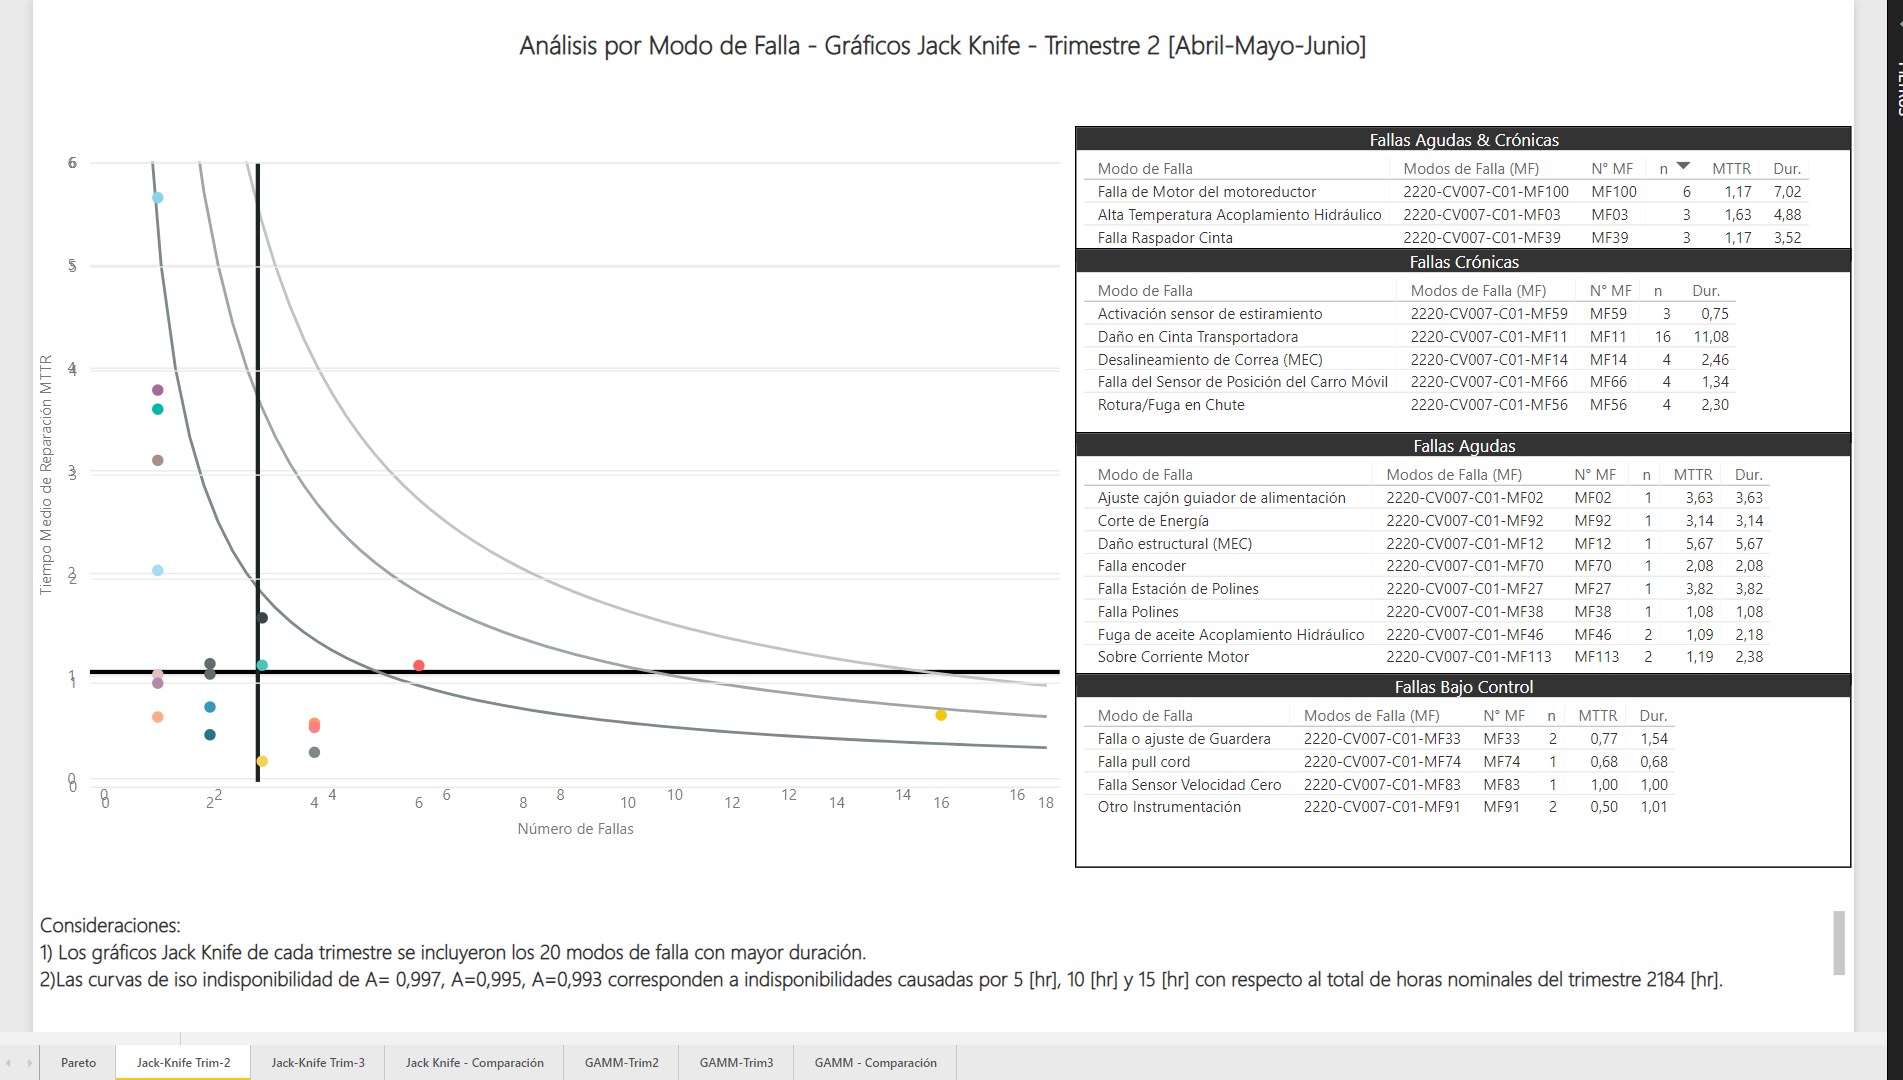 Análisis por Modo de Falla - Gráficos Jack Knife - Trimestre 2 [Abril-Mayo-Junio]
Tiempo Medio de Reparación MTTR
6 6
5 5
4 4
3 3
2 2
1 1
0 0
0 2 4 6 8 10 12 14 16
0 2 4 6 8 10 12 14 16 18
Número de Fallas
Fallas Agudas & Crónicas
Modo de Falla Modos de Falla (MF) N° MF n MTTR Dur.
Falla de Motor del motoreductor 2220-CV007-C01-MF100 MF100 6 1,17 7,02
Alta Temperatura Acoplamiento Hidráulico 2220-CV007-C01-MF03 MF03 3 1,63 4,88
Falla Raspador Cinta 2220-CV007-C01-MF39 MF39 3 1,17 3,52
Fallas Crónicas
Modo de Falla Modos de Falla (MF) N° MF n Dur.
Activación sensor de estiramiento 2220-CV007-C01-MF59 MF59 3 0,75
Daño en Cinta Transportadora 2220-CV007-C01-MF11 MF11 16 11,08
Desalineamiento de Correa (MEC) 2220-CV007-C01-MF14 MF14 4 2,46
Falla del Sensor de Posición del Carro Móvil 2220-CV007-C01-MF66 MF66 4 1,34
Rotura/Fuga en Chute 2220-CV007-C01-MF56 MF56 4 2,30
Fallas Agudas
Modo de Falla Modos de Falla (MF) N° MF n MTTR Dur.
Ajuste cajón guiador de alimentación 2220-CV007-C01-MF02 MF02 1 3,63 3,63
Corte de Energía 2220-CV007-C01-MF92 MF92 1 3,14 3,14
Daño estructural (MEC) 2220-CV007-C01-MF12 MF12 1 5,67 5,67
Falla encoder 2220-CV007-C01-MF70 MF70 1 2,08 2,08
Falla Estación de Polines 2220-CV007-C01-MF27 MF27 1 3,82 3,82
Falla Polines 2220-CV007-C01-MF38 MF38 1 1,08 1,08
Fuga de aceite Acoplamiento Hidráulico 2220-CV007-C01-MF46 MF46 2 1,09 2,18
Sobre Corriente Motor 2220-CV007-C01-MF113 MF113 2 1,19 2,38
Fallas Bajo Control
Modo de Falla Modos de Falla (MF) N° MF n MTTR Dur.
Falla o ajuste de Guardera 2220-CV007-C01-MF33 MF33 2 0,77 1,54
Falla pull cord 2220-CV007-C01-MF74 MF74 1 0,68 0,68
Falla Sensor Velocidad Cero 2220-CV007-C01-MF83 MF83 1 1,00 1,00
Otro Instrumentación 2220-CV007-C01-MF91 MF91 2 0,50 1,01
Consideraciones:
1) Los gráficos Jack Knife de cada trimestre se incluyeron los 20 modos de falla con mayor duración.
2)Las curvas de iso indisponibilidad de A= 0,997, A=0,995, A=0,993 corresponden a indisponibilidades causadas por 5 [hr], 10 [hr] y 15 [hr] con respecto al total de horas nominales del trimestre 2184 [hr].
Pareto Jack-Knife Trim-2 Jack-Knife Trim-3 Jack Knife - Comparación GAMM-Trim2 GAMM-Trim3 GAMM - Comparación